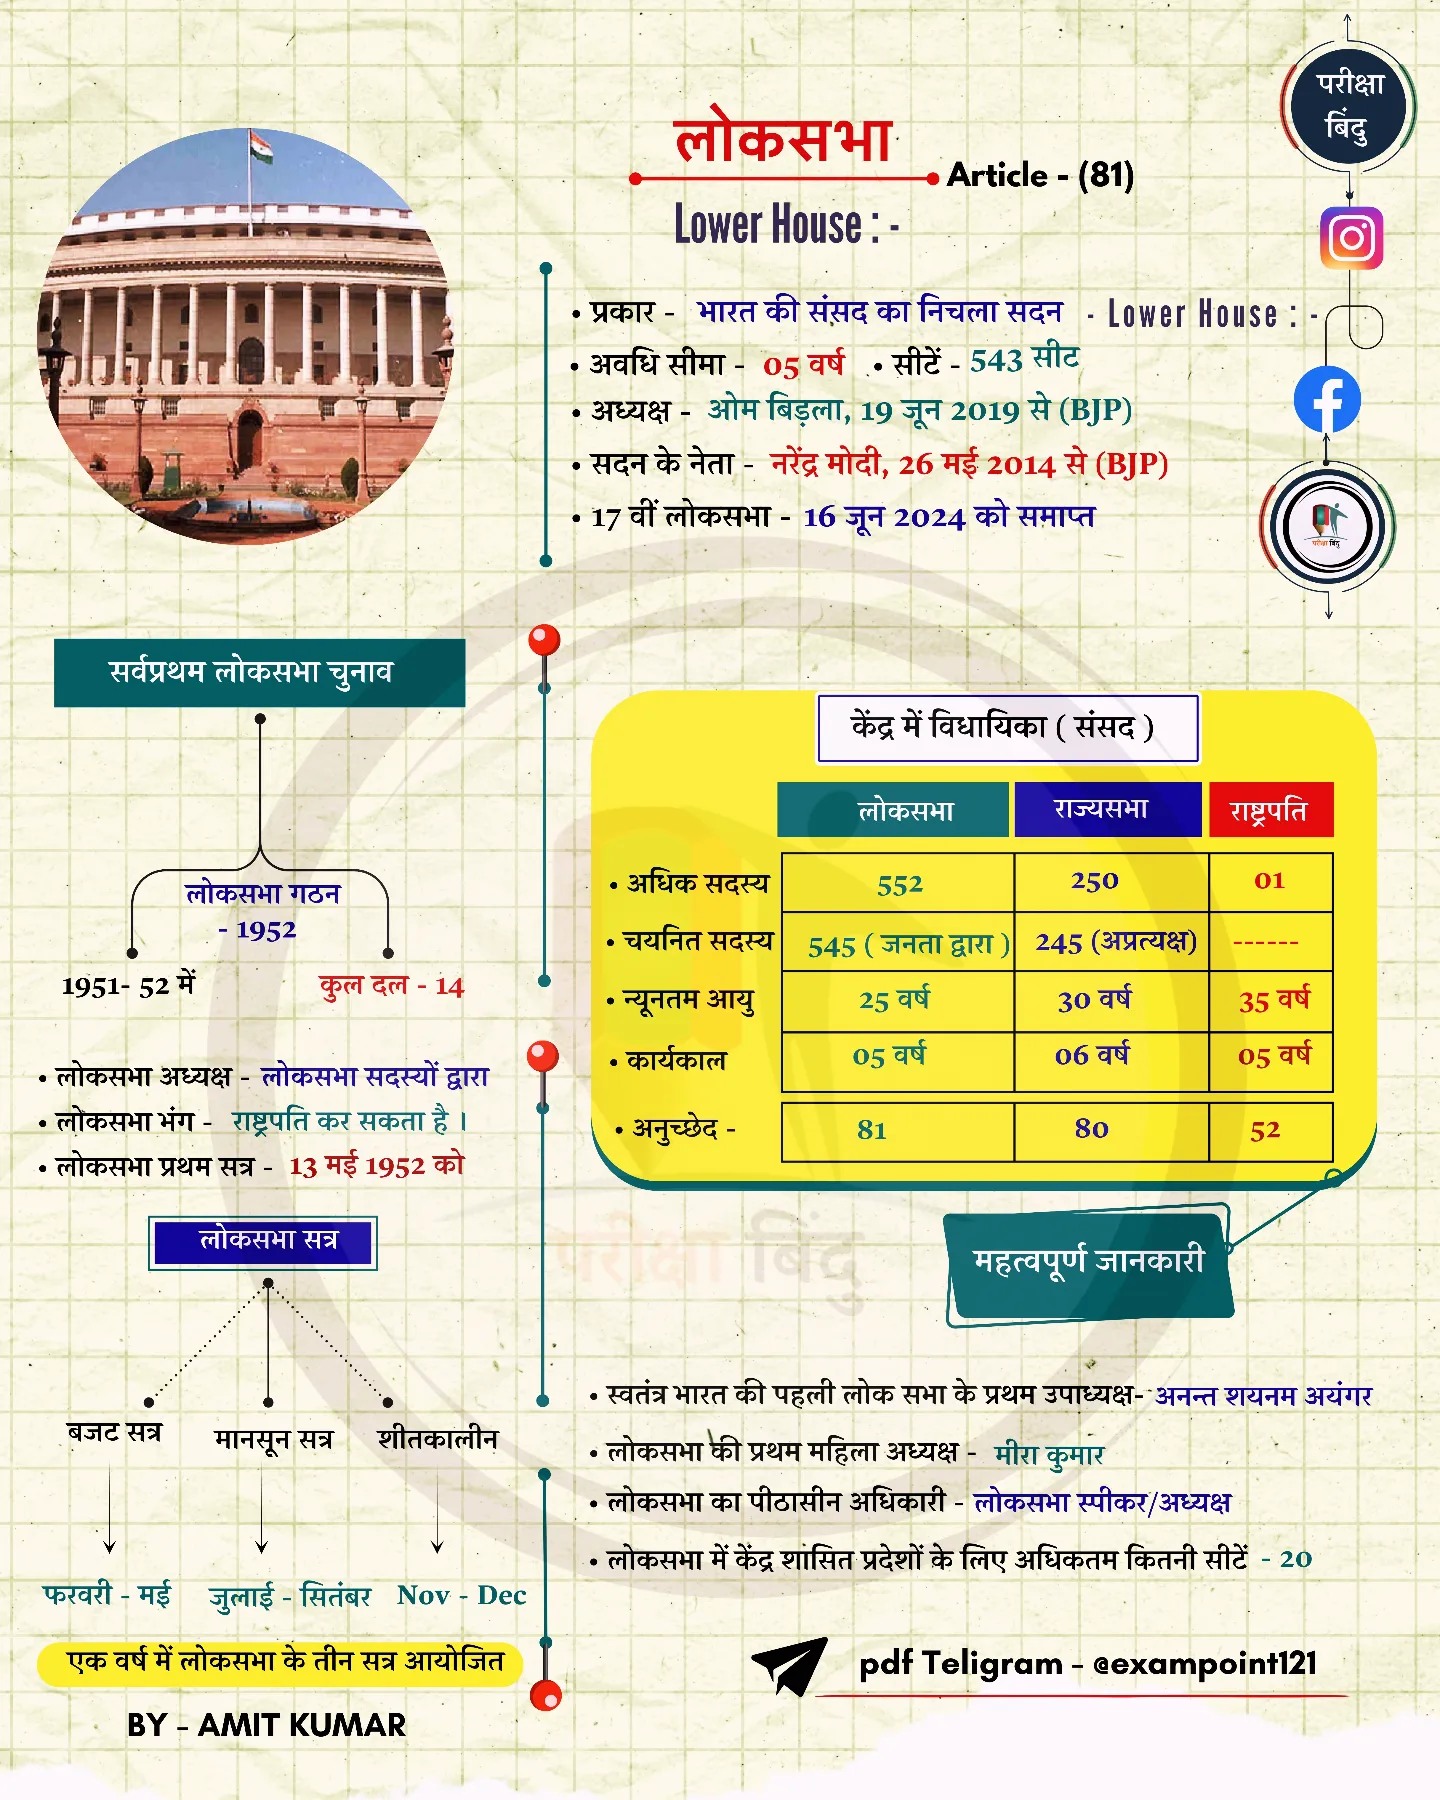 परीक्षा
बिंदु
लोकसभा
Article - (81)
Lower House : -
• प्रकार - भारत की संसद का निचला सदन - Lower House : -
• अवधि सीमा - 05 वर्ष • सीटें - 543 सीट
• अध्यक्ष - ओम बिड़ला, 19 जून 2019 से (BJP)
• सदन के नेता - नरेंद्र मोदी, 26 मई 2014 से (BJP)
• 17 वीं लोकसभा - 16 जून 2024 को समाप्त
परीक्षा बिंदु
सर्वप्रथम लोकसभा चुनाव
लोकसभा गठन
- 1952
1951- 52 में
कुल दल - 14
• लोकसभा अध्यक्ष - लोकसभा सदस्यों द्वारा
• लोकसभा भंग - राष्ट्रपति कर सकता है ।
• लोकसभा प्रथम सत्र - 13 मई 1952 को
लोकसभा सत्र
बजट सत्र मानसून सत्र शीतकालीन
फरवरी - मई जुलाई - सितंबर Nov - Dec
एक वर्ष में लोकसभा के तीन सत्र आयोजित
BY - AMIT KUMAR
केंद्र में विधायिका ( संसद )
लोकसभा राज्यसभा राष्ट्रपति
• अधिक सदस्य 552 250 01
• चयनित सदस्य 545 ( जनता द्वारा ) 245 (अप्रत्यक्ष) ------
• न्यूनतम आयु 25 वर्ष 30 वर्ष 35 वर्ष
• कार्यकाल 05 वर्ष 06 वर्ष 05 वर्ष
• अनुच्छेद - 81 80 52
परीक्षा बिंदु
महत्वपूर्ण जानकारी
• स्वतंत्र भारत की पहली लोक सभा के प्रथम उपाध्यक्ष- अनन्त शयनम अयंगर
• लोकसभा की प्रथम महिला अध्यक्ष - मीरा कुमार
• लोकसभा का पीठासीन अधिकारी - लोकसभा स्पीकर/अध्यक्ष
• लोकसभा में केंद्र शासित प्रदेशों के लिए अधिकतम कितनी सीटें - 20
pdf Teligram - @exampoint121